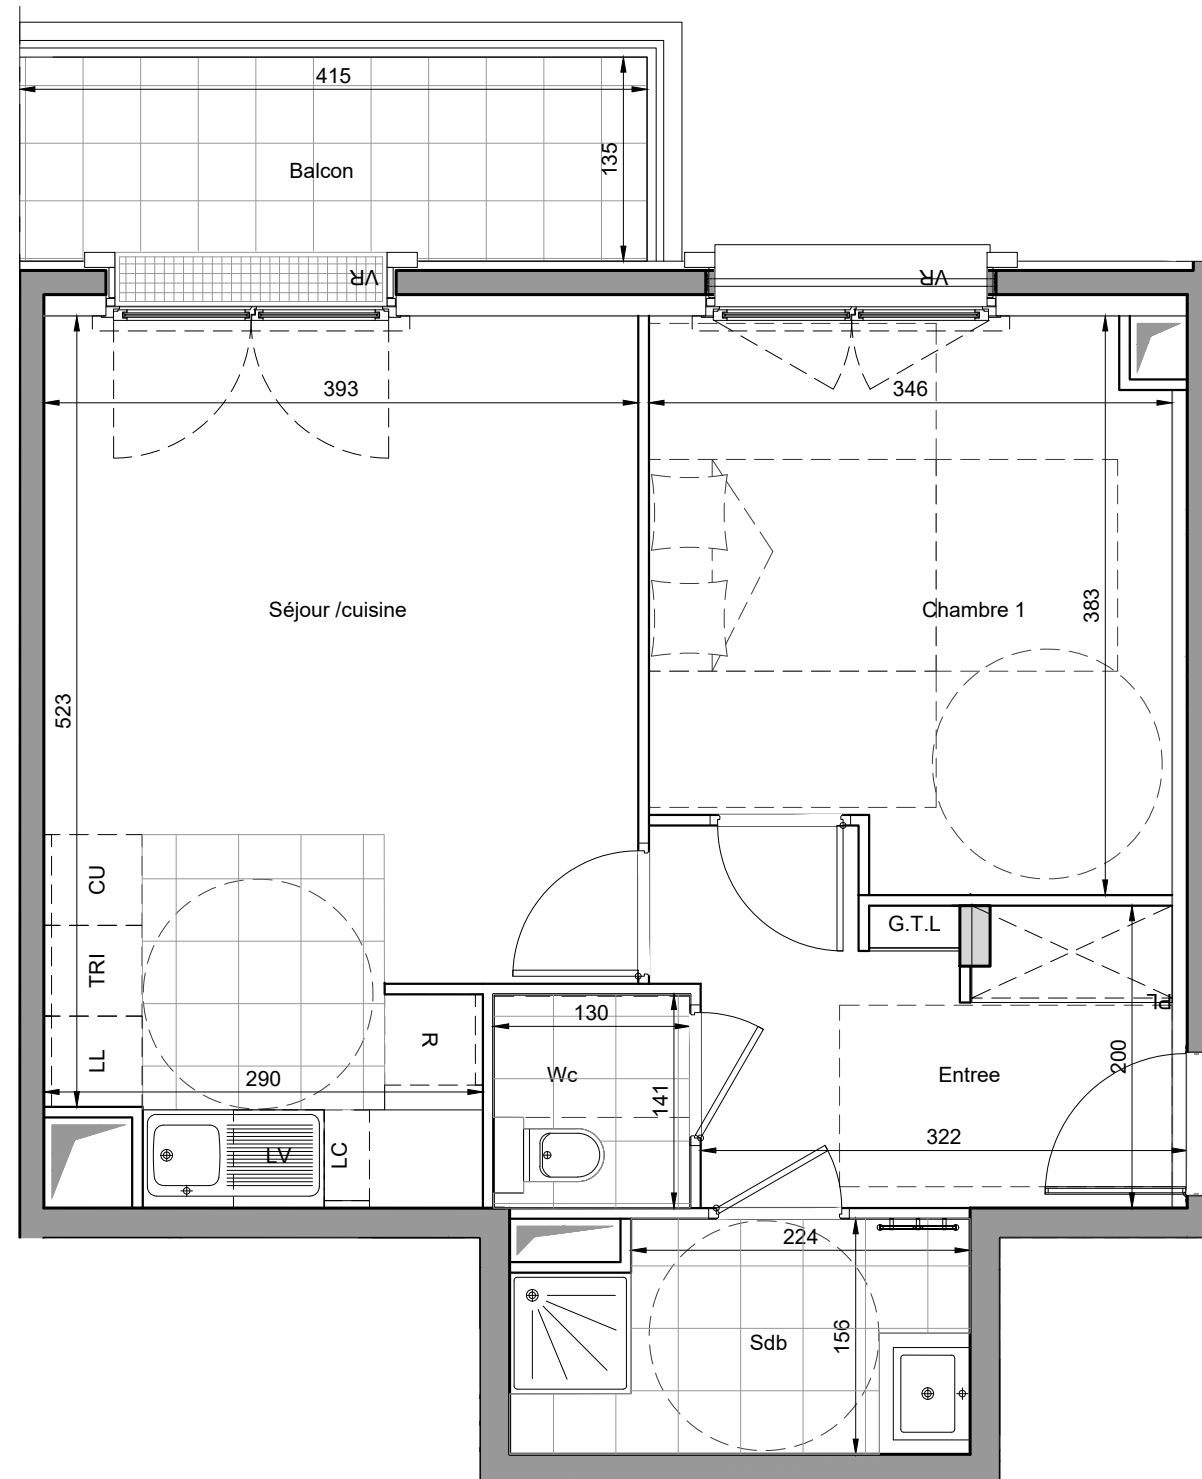 415
135
Balcon
VR
VR
393
346
Séjour /cuisine
Chambre 1
383
523
CU
G.T.L
TRI
PL
130
R
LL
290
Wc
141
Entree
200
322
LV
LC
224
156
Sdb